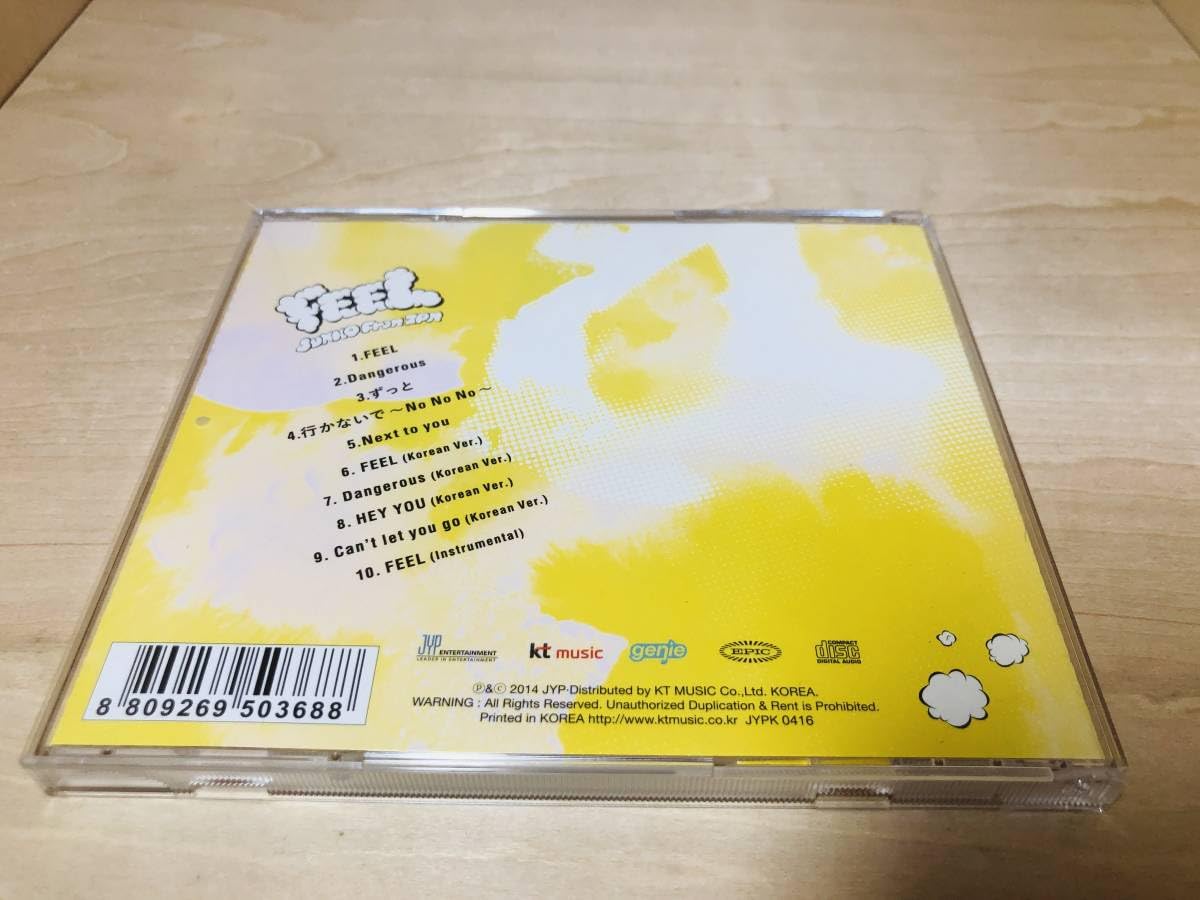 FEEL
JUNHO From 2PM
1.FEEL
2.Dangerous
3.ずっと
4.行かないで ～No No No～
5.Next to you
6. FEEL (Korean Ver.)
7. Dangerous (Korean Ver.)
8. HEY YOU (Korean Ver.)
9. Can't let you go (Korean Ver.)
10. FEEL (Instrumental)
8 809269 503688
JYP ENTERTAINMENT
LEADER IN ENTERTAINMENT
kt music
genie
EPIC
COMPACT
disc
DIGITAL AUDIO
℗&© 2014 JYP·Distributed by KT MUSIC Co.,Ltd. KOREA.
WARNING : All Rights Reserved. Unauthorized Duplication & Rent is Prohibited.
Printed in KOREA http://www.ktmusic.co.kr JYPK 0416